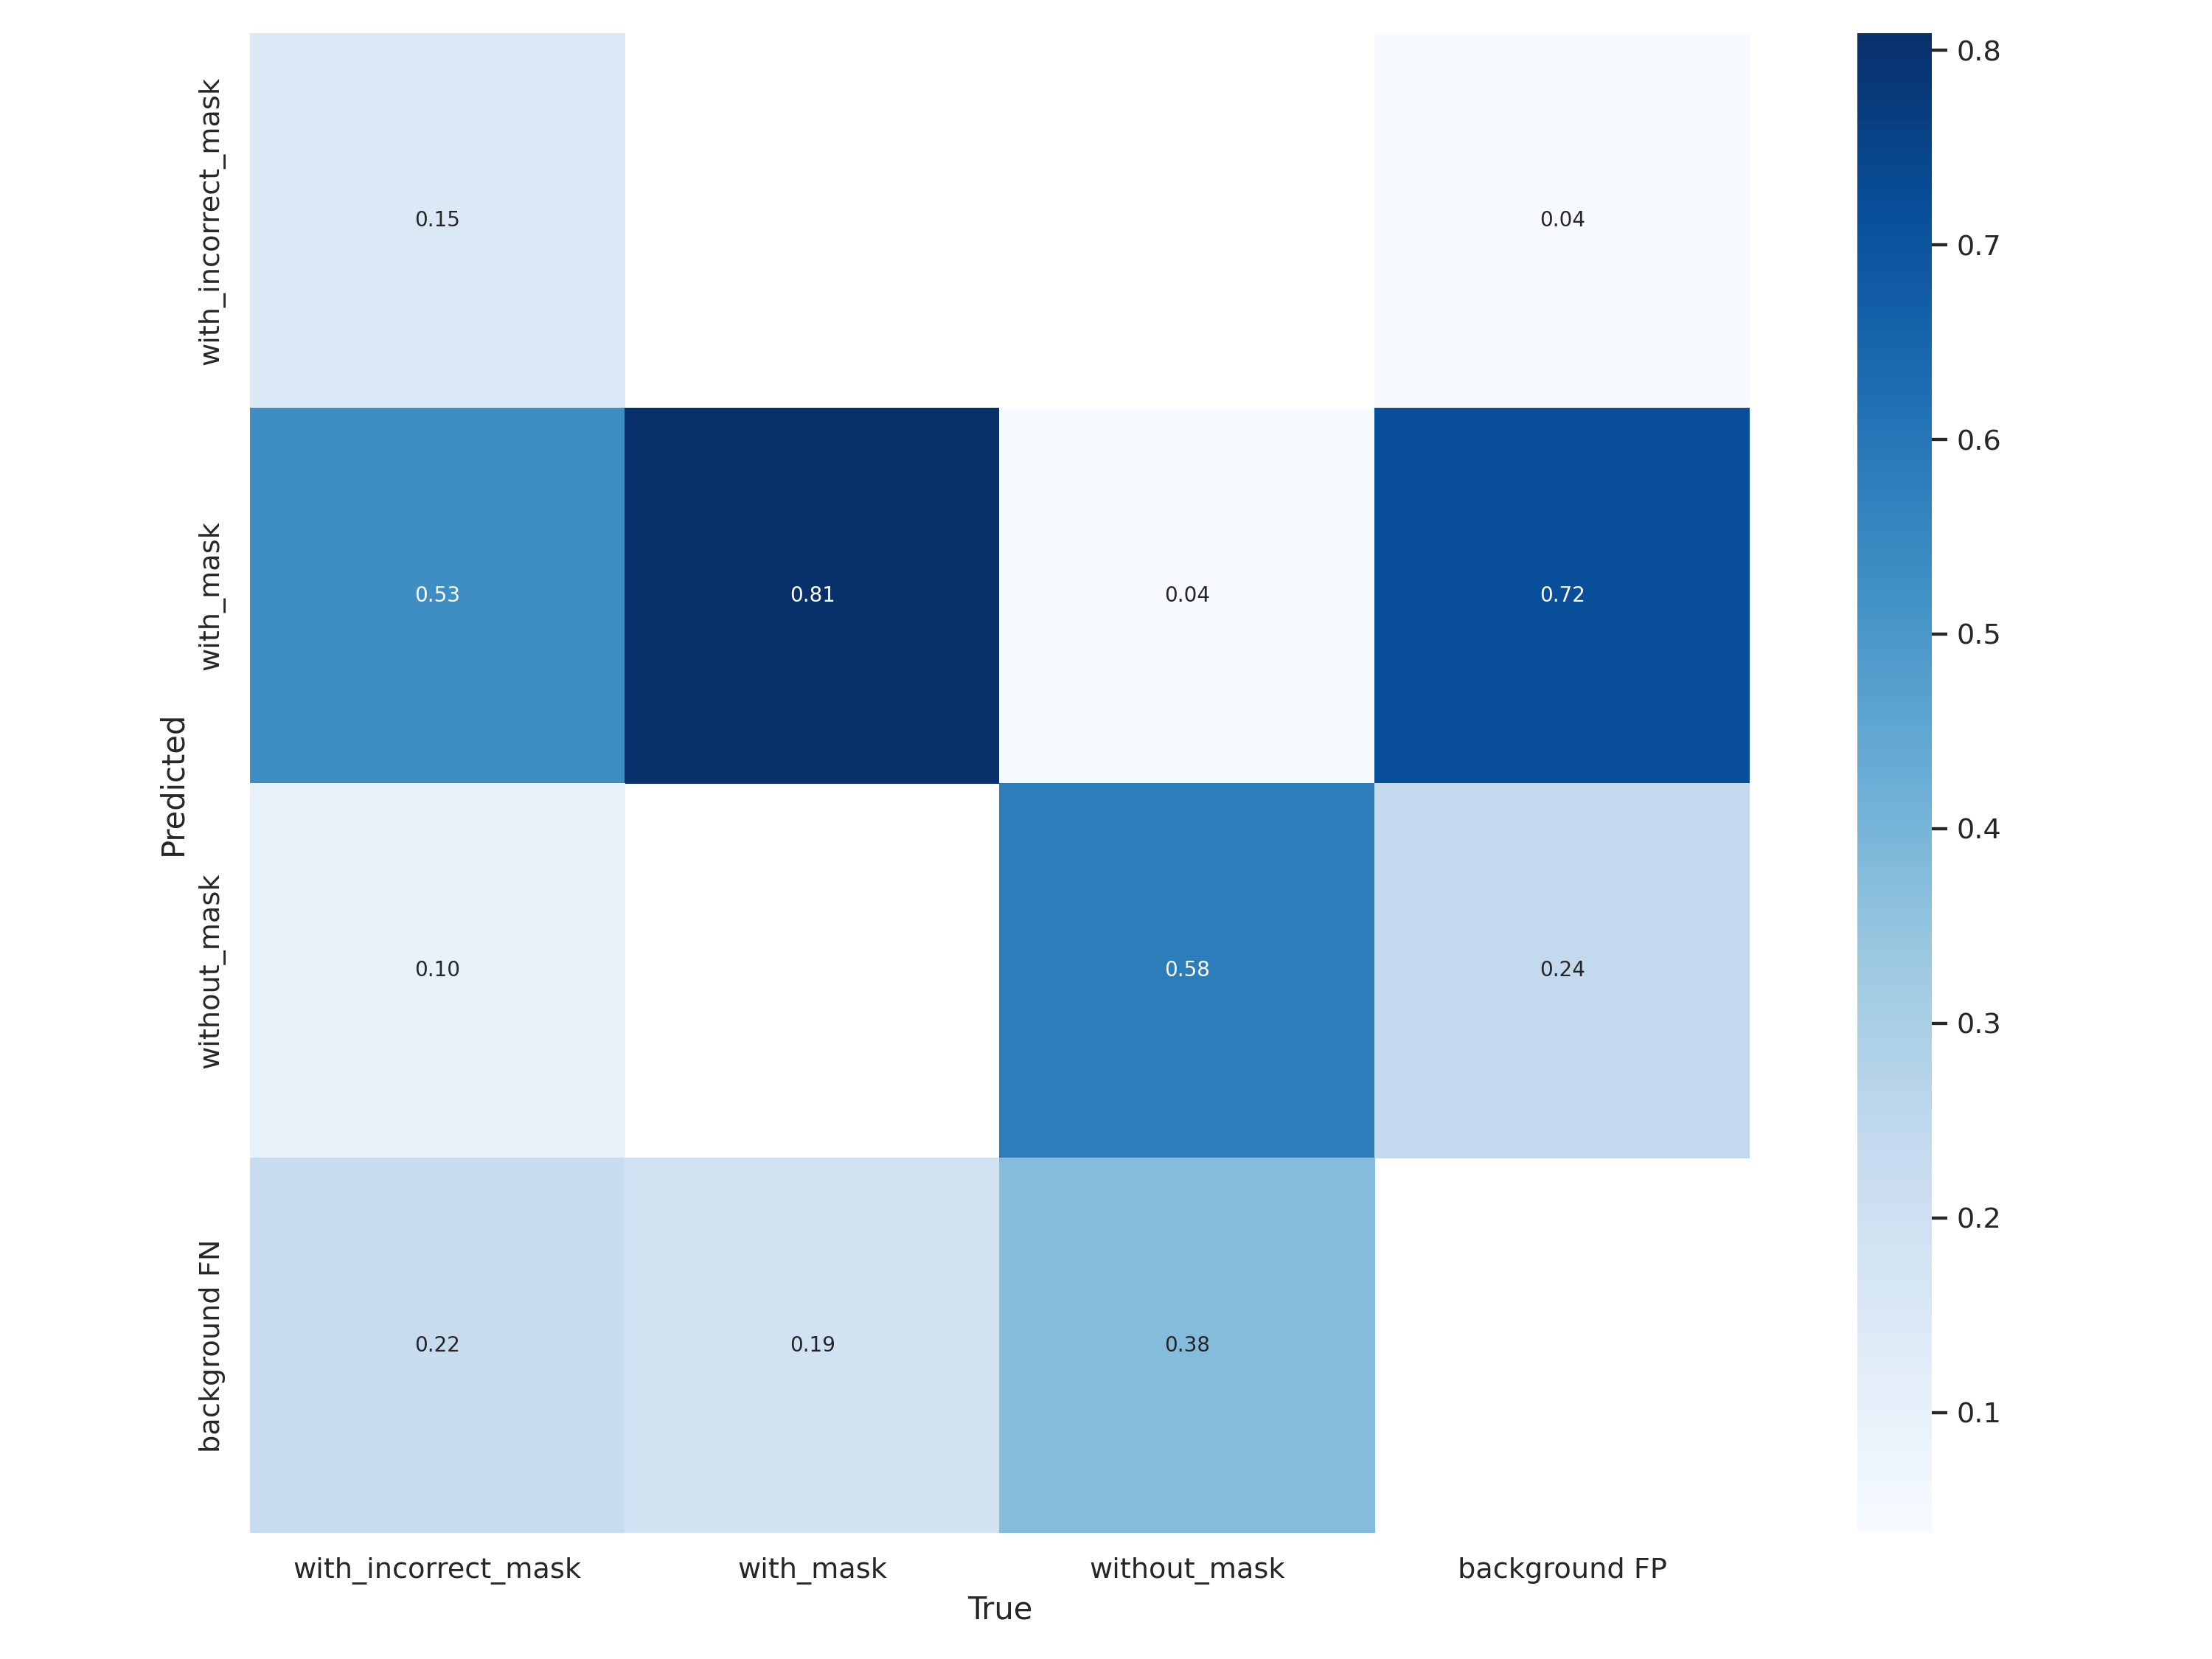 with_incorrect_mask
0.15
0.04
with_mask
0.53
0.81
0.04
0.72
without_mask
0.10
0.58
0.24
background FN
0.22
0.19
0.38
Predicted
with_incorrect_mask
with_mask
without_mask
background FP
True
0.8
0.7
0.6
0.5
0.4
0.3
0.2
0.1